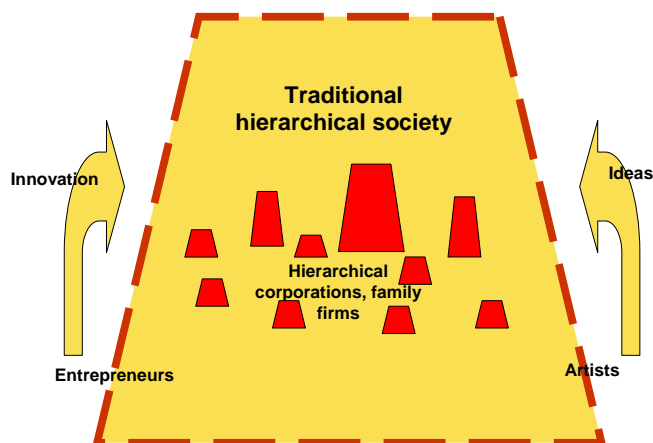 Traditional
hierarchical society
Innovation
Ideas
Hierarchical
corporations, family
firms
Entrepreneurs
Artists